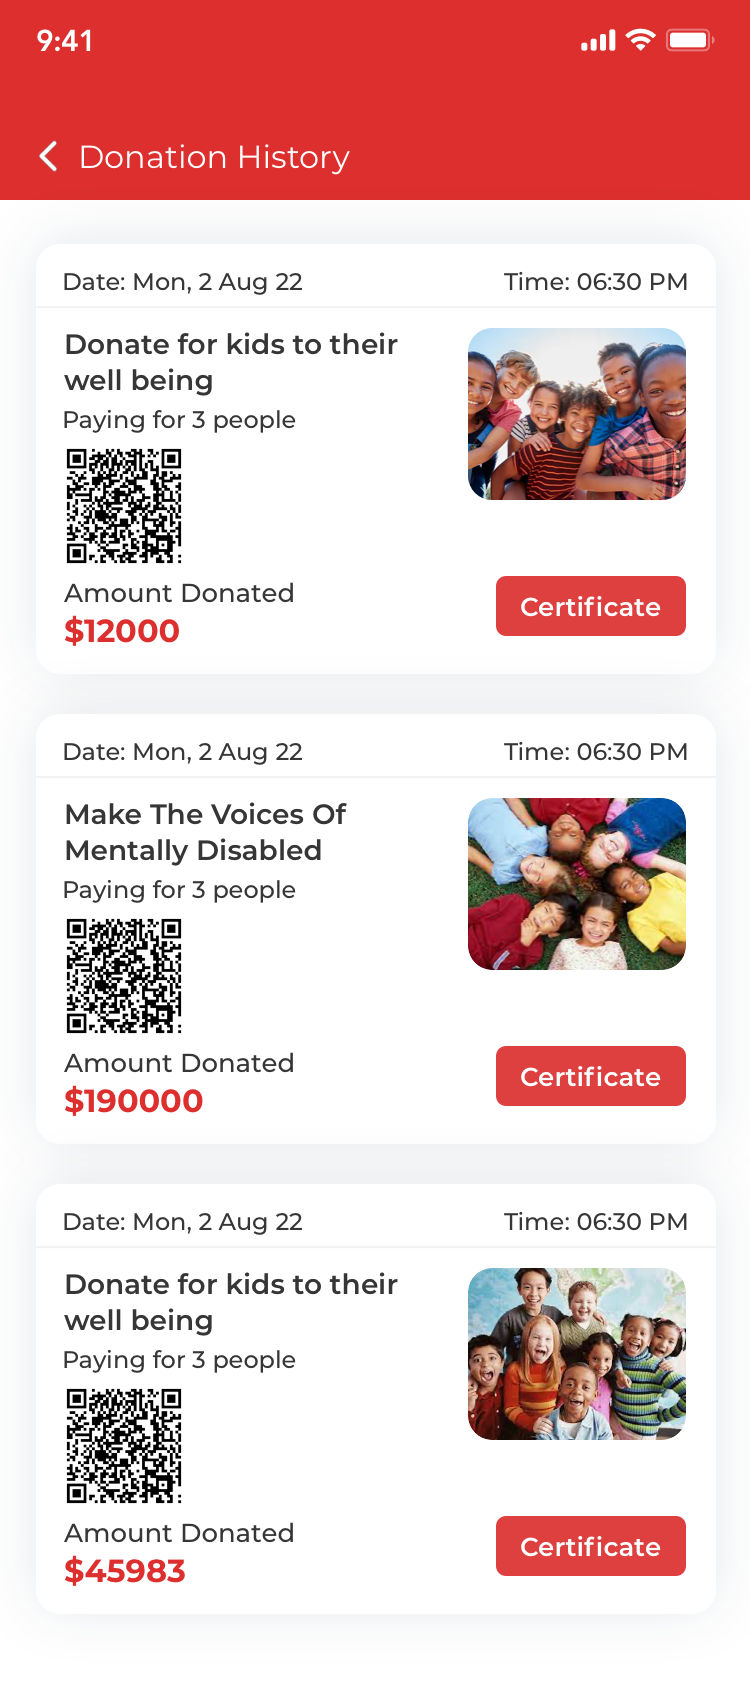 9:41
Donation History
Date: Mon, 2 Aug 22 Time: 06:30 PM
Donate for kids to their
well being
Paying for 3 people
Amount Donated
$12000
Certificate
Date: Mon, 2 Aug 22 Time: 06:30 PM
Make The Voices Of
Mentally Disabled
Paying for 3 people
Amount Donated
$190000
Certificate
Date: Mon, 2 Aug 22 Time: 06:30 PM
Donate for kids to their
well being
Paying for 3 people
Amount Donated
$45983
Certificate